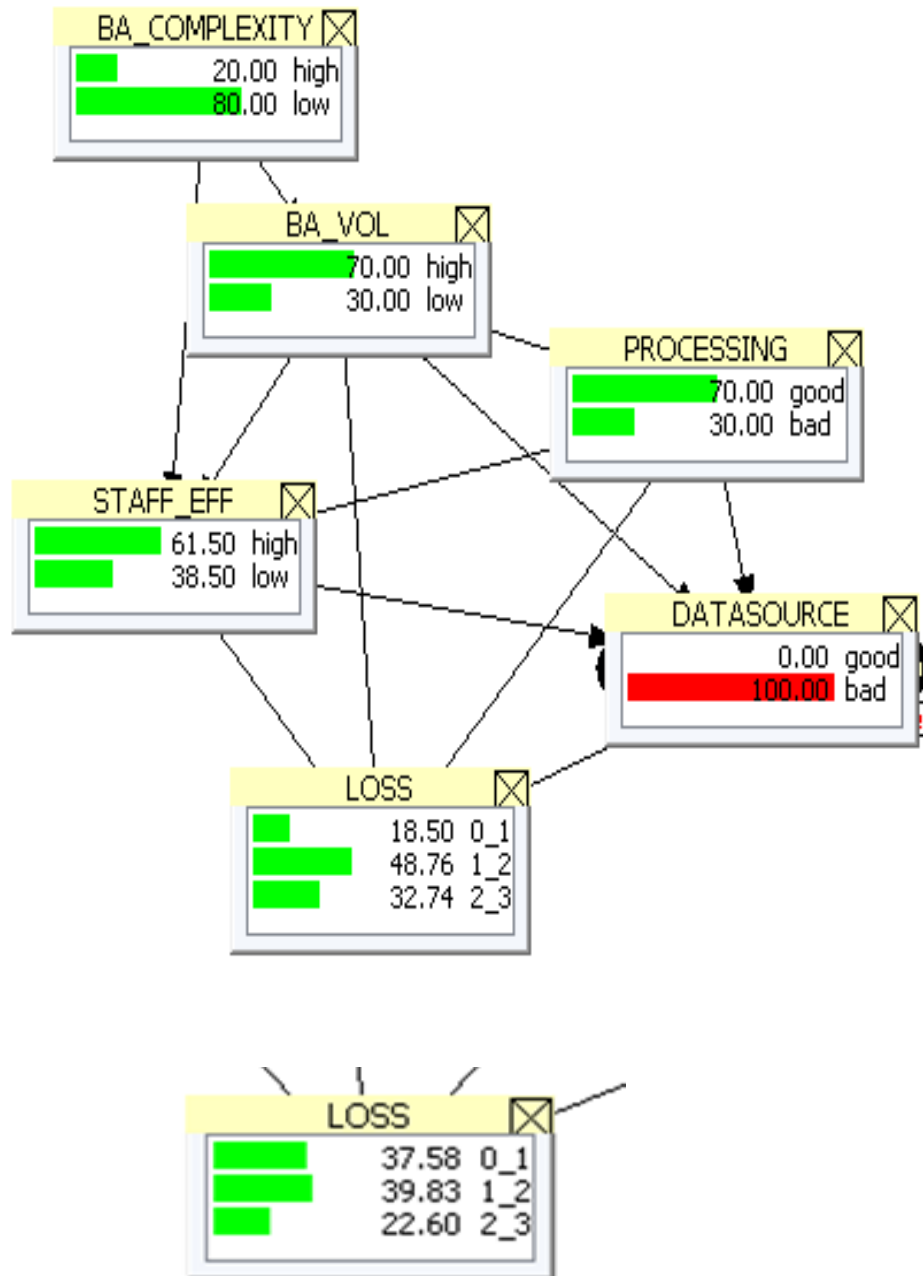 BA_COMPLEXITY
20.00 high
80.00 low
BA_VOL
70.00 high
30.00 low
PROCESSING
70.00 good
30.00 bad
STAFF_EFF
61.50 high
38.50 low
DATASOURCE
0.00 good
100.00 bad
LOSS
18.50 0_1
48.76 1_2
32.74 2_3
LOSS
37.58 0_1
39.83 1_2
22.60 2_3